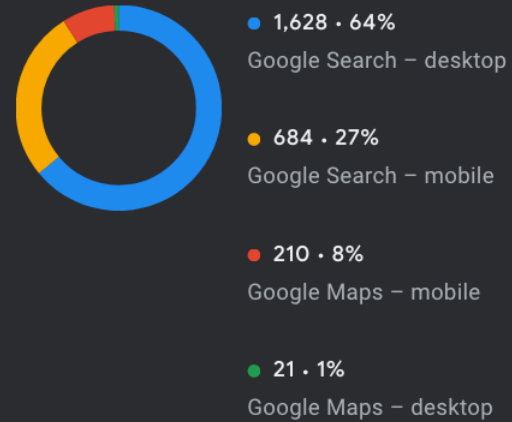 1,628 • 64%
Google Search – desktop
684 • 27%
Google Search – mobile
210 • 8%
Google Maps – mobile
21 • 1%
Google Maps – desktop